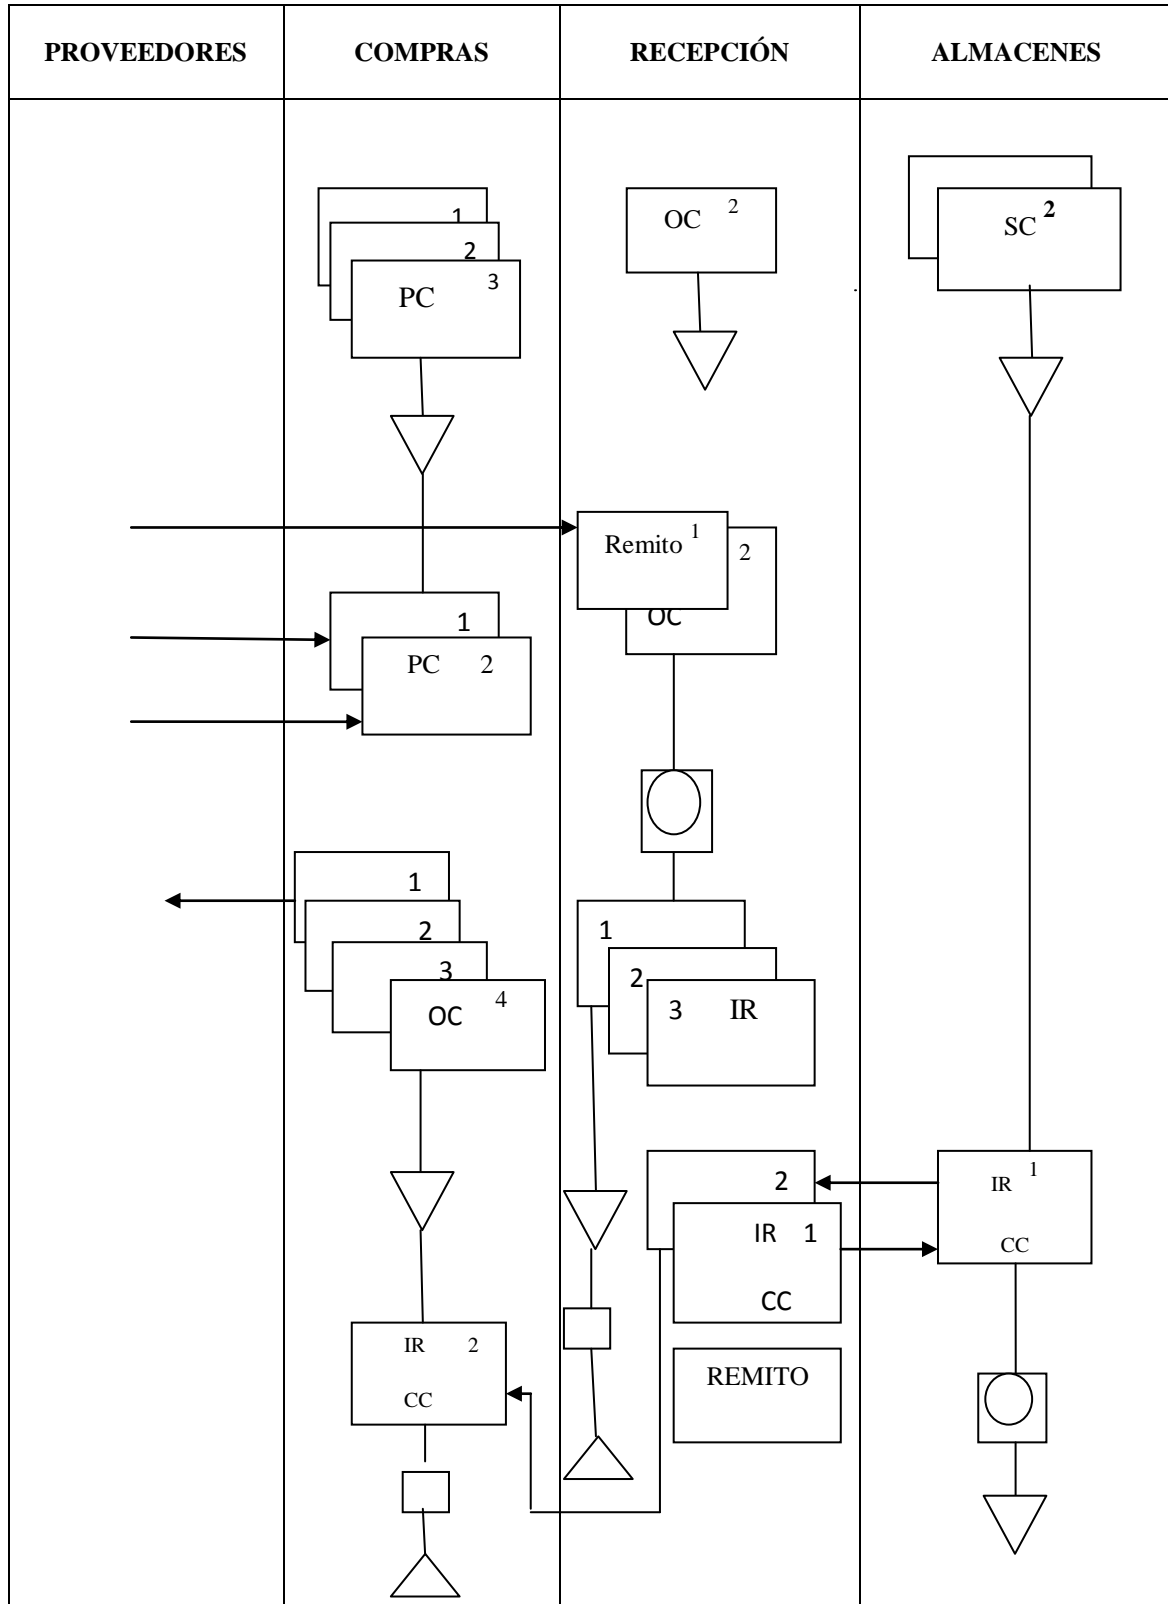 PROVEEDORES COMPRAS RECEPCIÓN ALMACENES
1
2
PC 3
OC 2
SC 2
Remito 1
2
OC
1
PC 2
1
2
3
OC 4
1
2
3 IR
2
IR 1
CC
IR 1
CC
IR 2
CC
REMITO